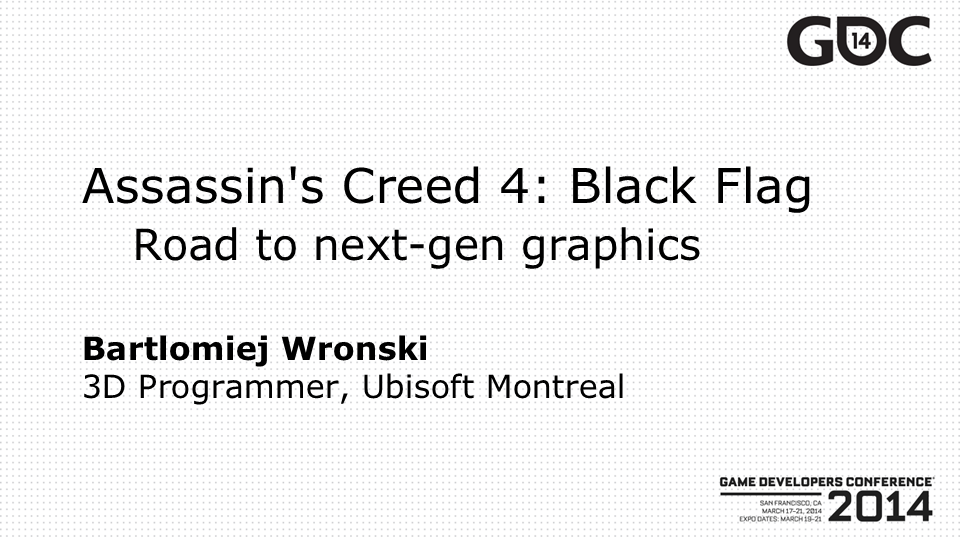 GDC 14
Assassin's Creed 4: Black Flag
Road to next-gen graphics
Bartlomiej Wronski
3D Programmer, Ubisoft Montreal
GAME DEVELOPERS CONFERENCE
SAN FRANCISCO, CA
MARCH 17-21, 2014
EXPO DATES: MARCH 19-21
2014